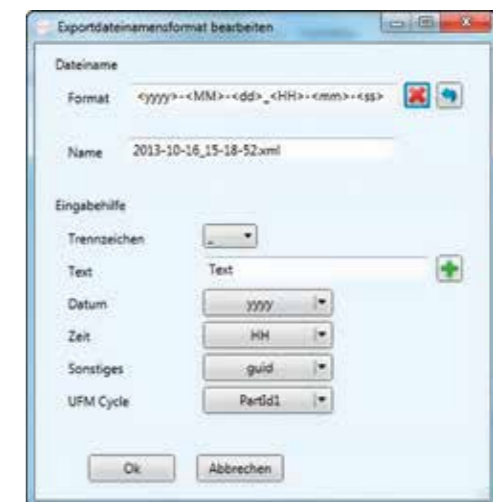 Exportdateinamensformat bearbeiten
Dateiname
Format <yyyy>-<MM>-<dd>_<HH>-<mm>-<ss>
Name 2013-10-16_15-18-52.xml
Eingabehilfe
Trennzeichen _
Text Text
Datum yyyy
Zeit HH
Sonstiges guid
UFM Cycle PartId1
Ok Abbrechen